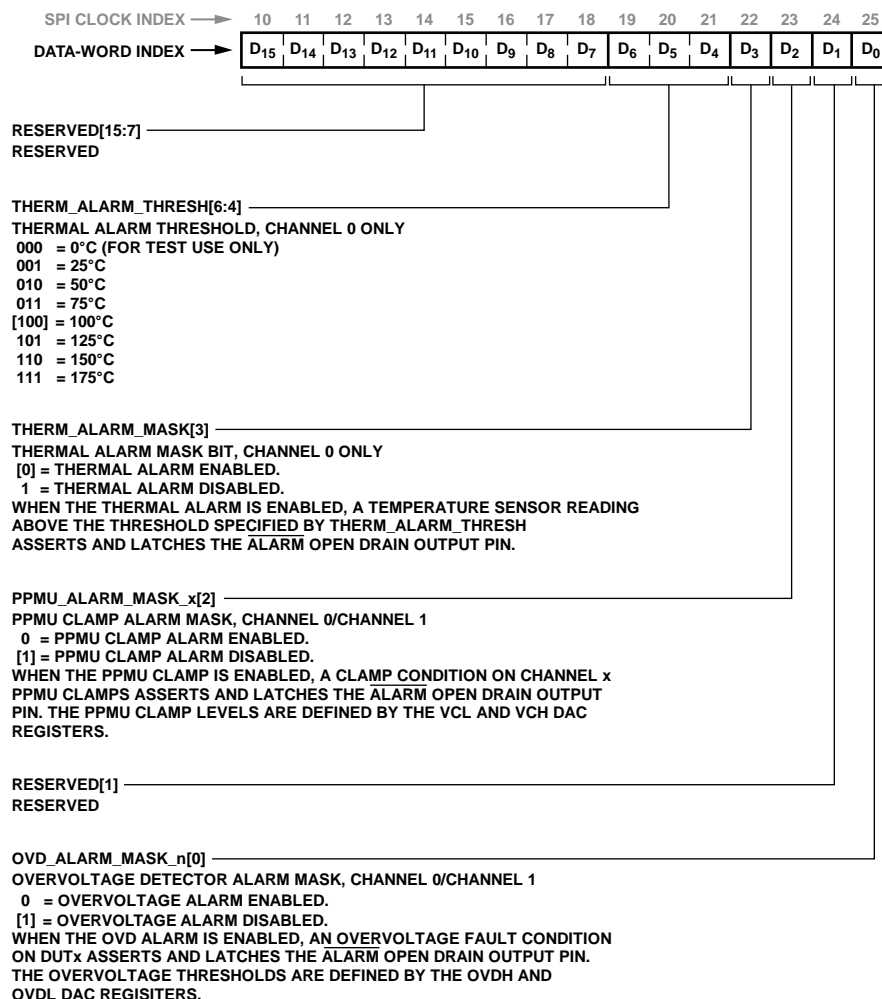 SPI CLOCK INDEX 10 11 12 13 14 15 16 17 18 19 20 21 22 23 24 25
DATA-WORD INDEX D15 D14 D13 D12 D11 D10 D9 D8 D7 D6 D5 D4 D3 D2 D1 D0
RESERVED[15:7]
RESERVED
THERM_ALARM_THRESH[6:4]
THERMAL ALARM THRESHOLD, CHANNEL 0 ONLY
000 = 0°C (FOR TEST USE ONLY)
001 = 25°C
010 = 50°C
011 = 75°C
[100] = 100°C
101 = 125°C
110 = 150°C
111 = 175°C
THERM_ALARM_MASK[3]
THERMAL ALARM MASK BIT, CHANNEL 0 ONLY
[0] = THERMAL ALARM ENABLED.
1 = THERMAL ALARM DISABLED.
WHEN THE THERMAL ALARM IS ENABLED, A TEMPERATURE SENSOR READING
ABOVE THE THRESHOLD SPECIFIED BY THERM_ALARM_THRESH
ASSERTS AND LATCHES THE ALARM OPEN DRAIN OUTPUT PIN.
PPMU_ALARM_MASK_x[2]
PPMU CLAMP ALARM MASK, CHANNEL 0/CHANNEL 1
0 = PPMU CLAMP ALARM ENABLED.
[1] = PPMU CLAMP ALARM DISABLED.
WHEN THE PPMU CLAMP IS ENABLED, A CLAMP CONDITION ON CHANNEL x
PPMU CLAMPS ASSERTS AND LATCHES THE ALARM OPEN DRAIN OUTPUT
PIN. THE PPMU CLAMP LEVELS ARE DEFINED BY THE VCL AND VCH DAC
REGISTERS.
RESERVED[1]
RESERVED
OVD_ALARM_MASK_n[0]
OVERVOLTAGE DETECTOR ALARM MASK, CHANNEL 0/CHANNEL 1
0 = OVERVOLTAGE ALARM ENABLED.
[1] = OVERVOLTAGE ALARM DISABLED.
WHEN THE OVD ALARM IS ENABLED, AN OVERVOLTAGE FAULT CONDITION
ON DUTx ASSERTS AND LATCHES THE ALARM OPEN DRAIN OUTPUT PIN.
THE OVERVOLTAGE THRESHOLDS ARE DEFINED BY THE OVDH AND
OVDL DAC REGISITERS.